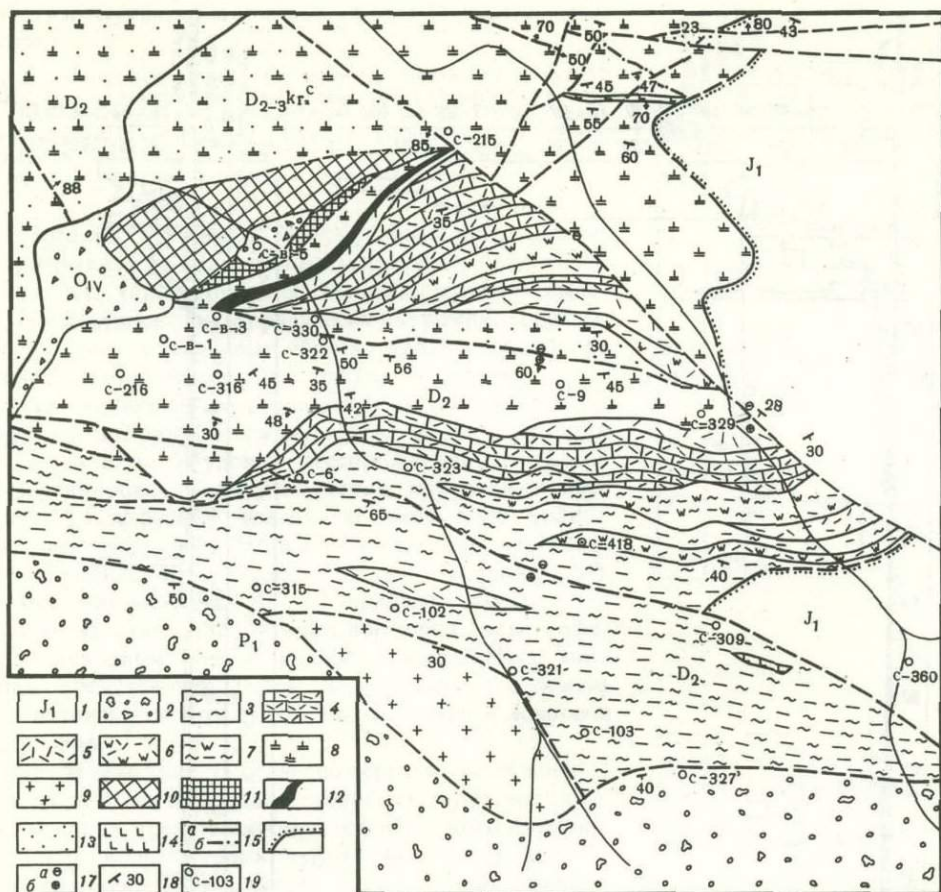 70
50
23
80
43
50
D₂
D₂₋₃ kr.c
45
47
55
70
85
C-215
60
J₁
88
35
C-B-5
O IV
C-B-3
C-330
C-B-1
C-322
30
50
56
C-216
C-316
45
35
60
C-9
45
D₂
42
28
C-329
48
30
30
C-6
C-323
65
C-418
40
50
C-315
C-102
J₁
C-309
P₁
30
C-321
D₂
C-360
C-103
40
C-327
J₁ 1
2
3
4
5
6
7
8
9
10
11
12
13
14
а б 15
а б 17
30 18
C-103 19